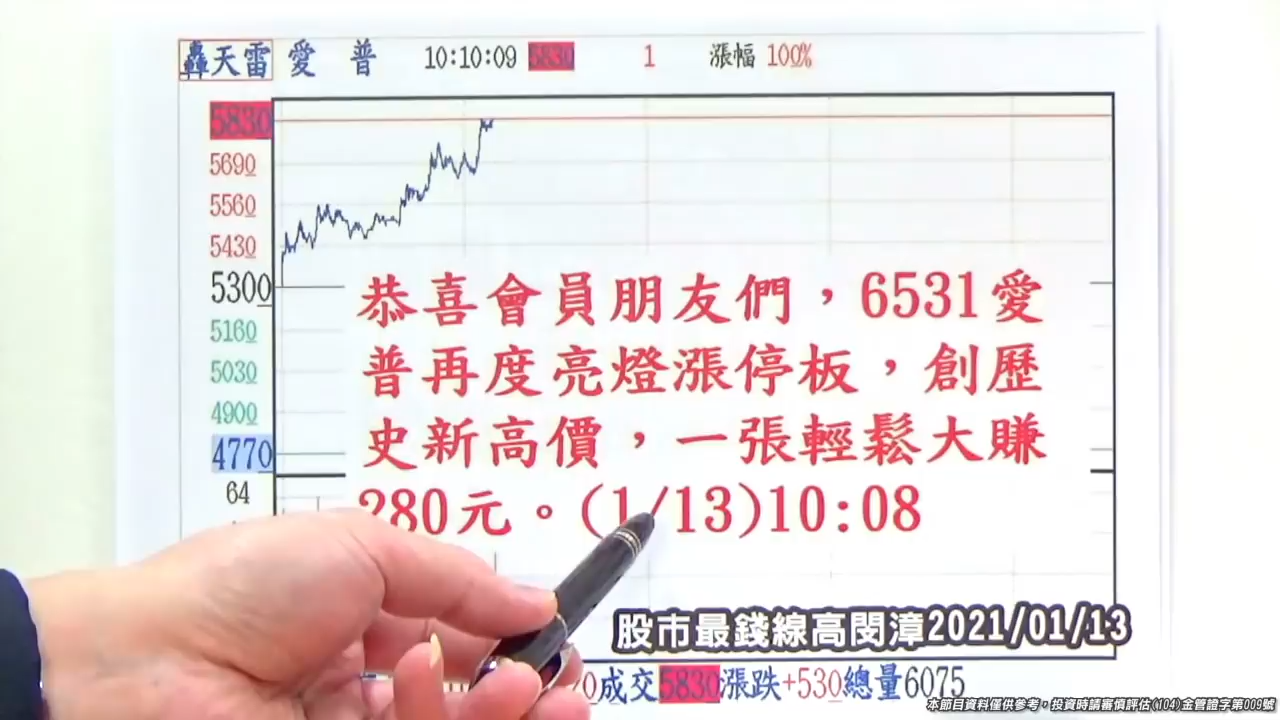 轟天雷 愛 普 10:10:09 5830 1 漲幅 100%
5830
5690
5560
5430
5300
5160
5030
4900
4770
64
恭喜會員朋友們，6531愛
普再度亮燈漲停板，創歷
史新高價，一張輕鬆大賺
280元。(1/13)10:08
股市最錢線高閔漳2021/01/13
成交5830漲跌+530總量6075
本節目資料僅供參考，投資時請審慎評估(104)金管證字第009號